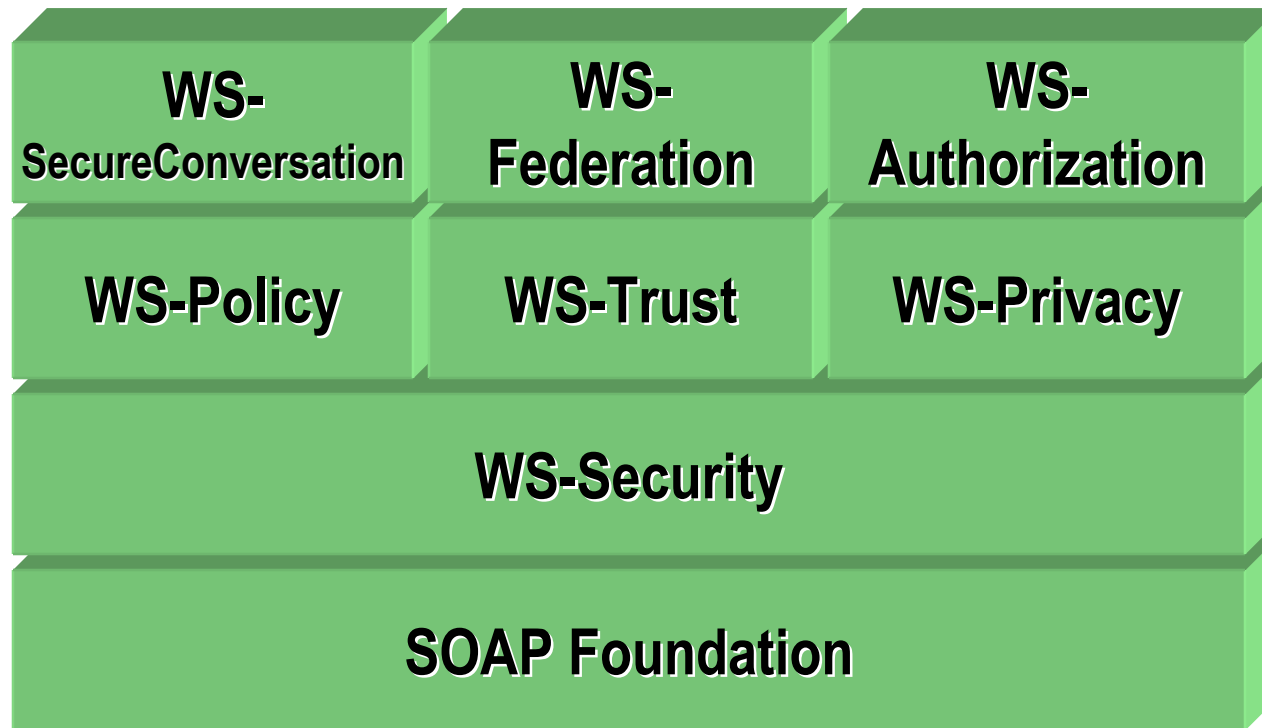 WS-
SecureConversation
WS-
Federation
WS-
Authorization
WS-Policy
WS-Trust
WS-Privacy
WS-Security
SOAP Foundation